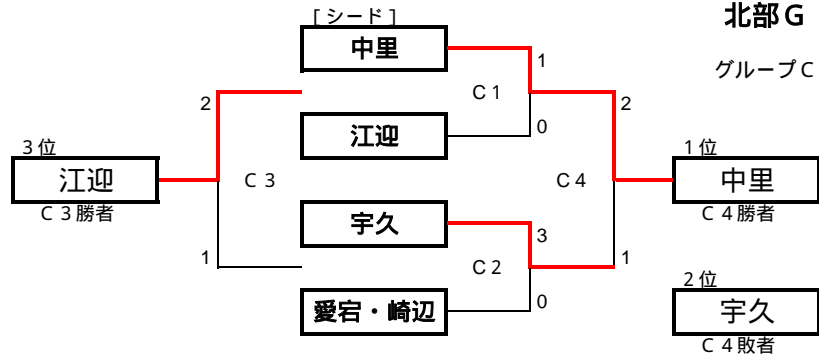 北部G
グループC
[シード]
中里
1
C1
0
江迎
2
C3
1
3位
江迎
C3勝者
宇久
3
C2
0
愛宕・崎辺
2
C4
1
1位
中里
C4勝者
2位
宇久
C4敗者